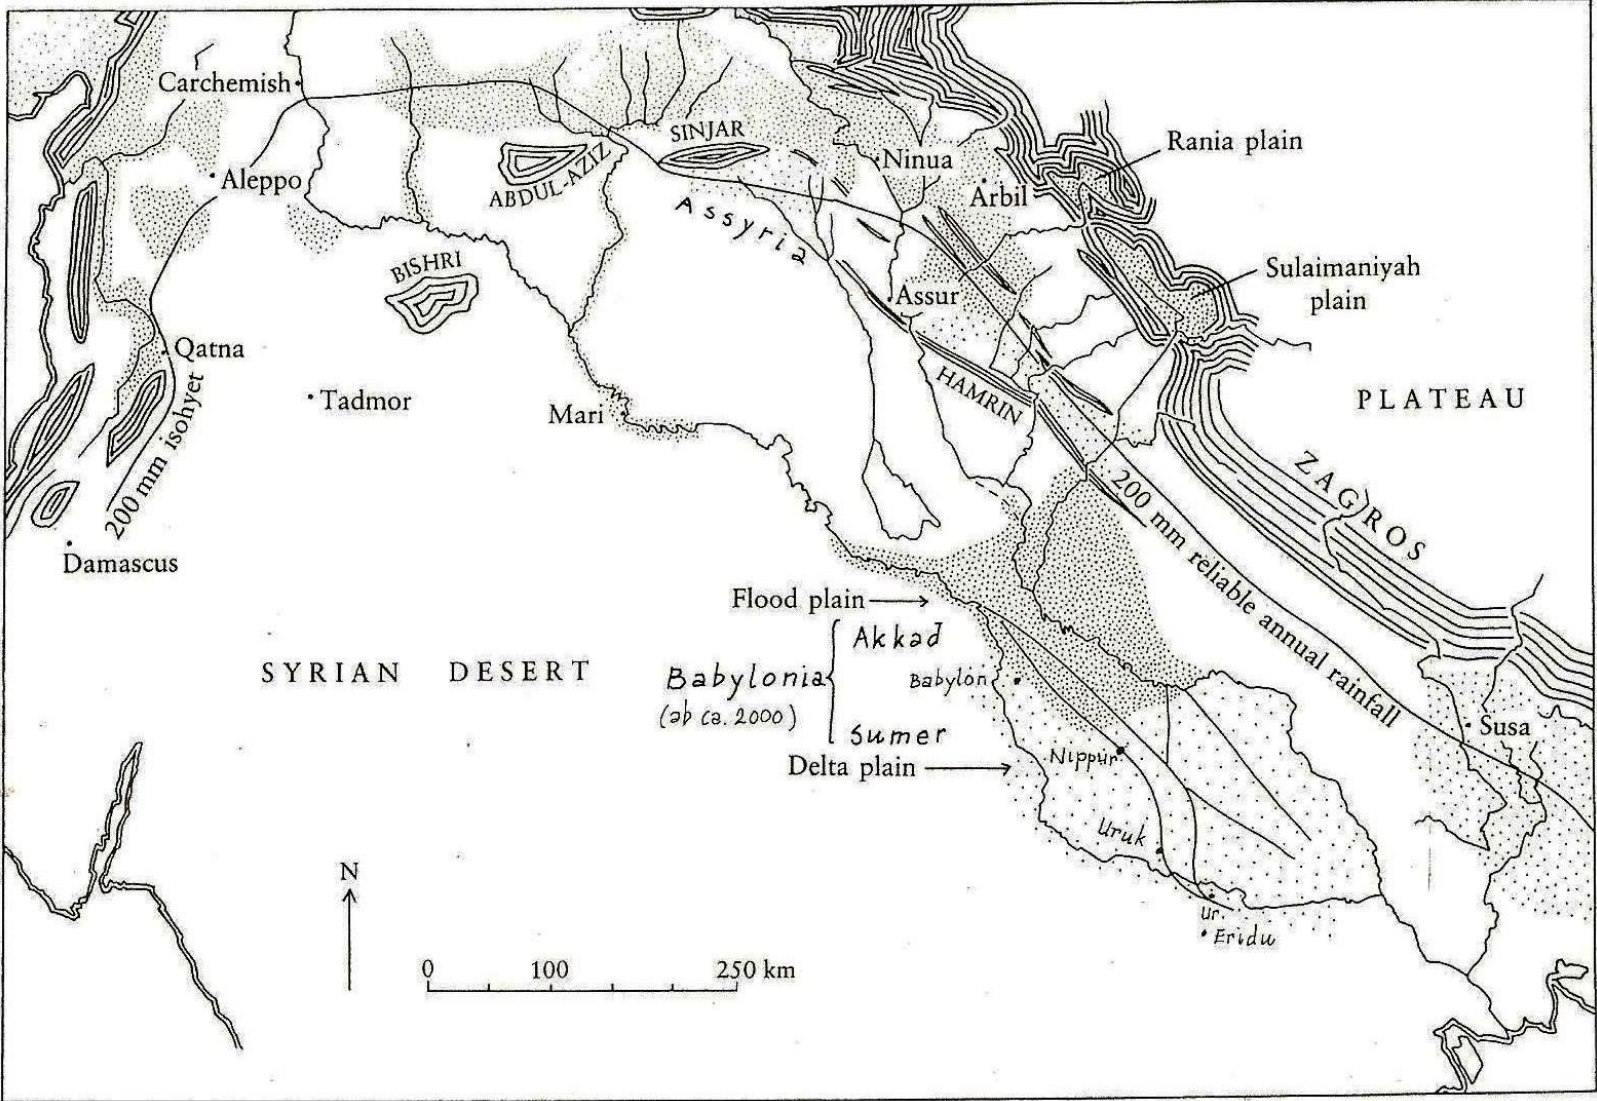 Carchemish
Aleppo
ABDUL-AZIZ
SINJAR
Ninua
Arbil
Rania plain
Assyria
BISHRI
Assur
Sulaimaniyah
plain
Qatna
200 mm isohyet
Tadmor
Mari
HAMRIN
PLATEAU
ZAGROS
Damascus
200 mm reliable annual rainfall
Flood plain
Akkad
SYRIAN DESERT
Babylonia
(ab ca. 2000)
Babylon
Sumer
Susa
Nippur
Delta plain
Uruk
Ur
Eridu
N
0 100 250 km